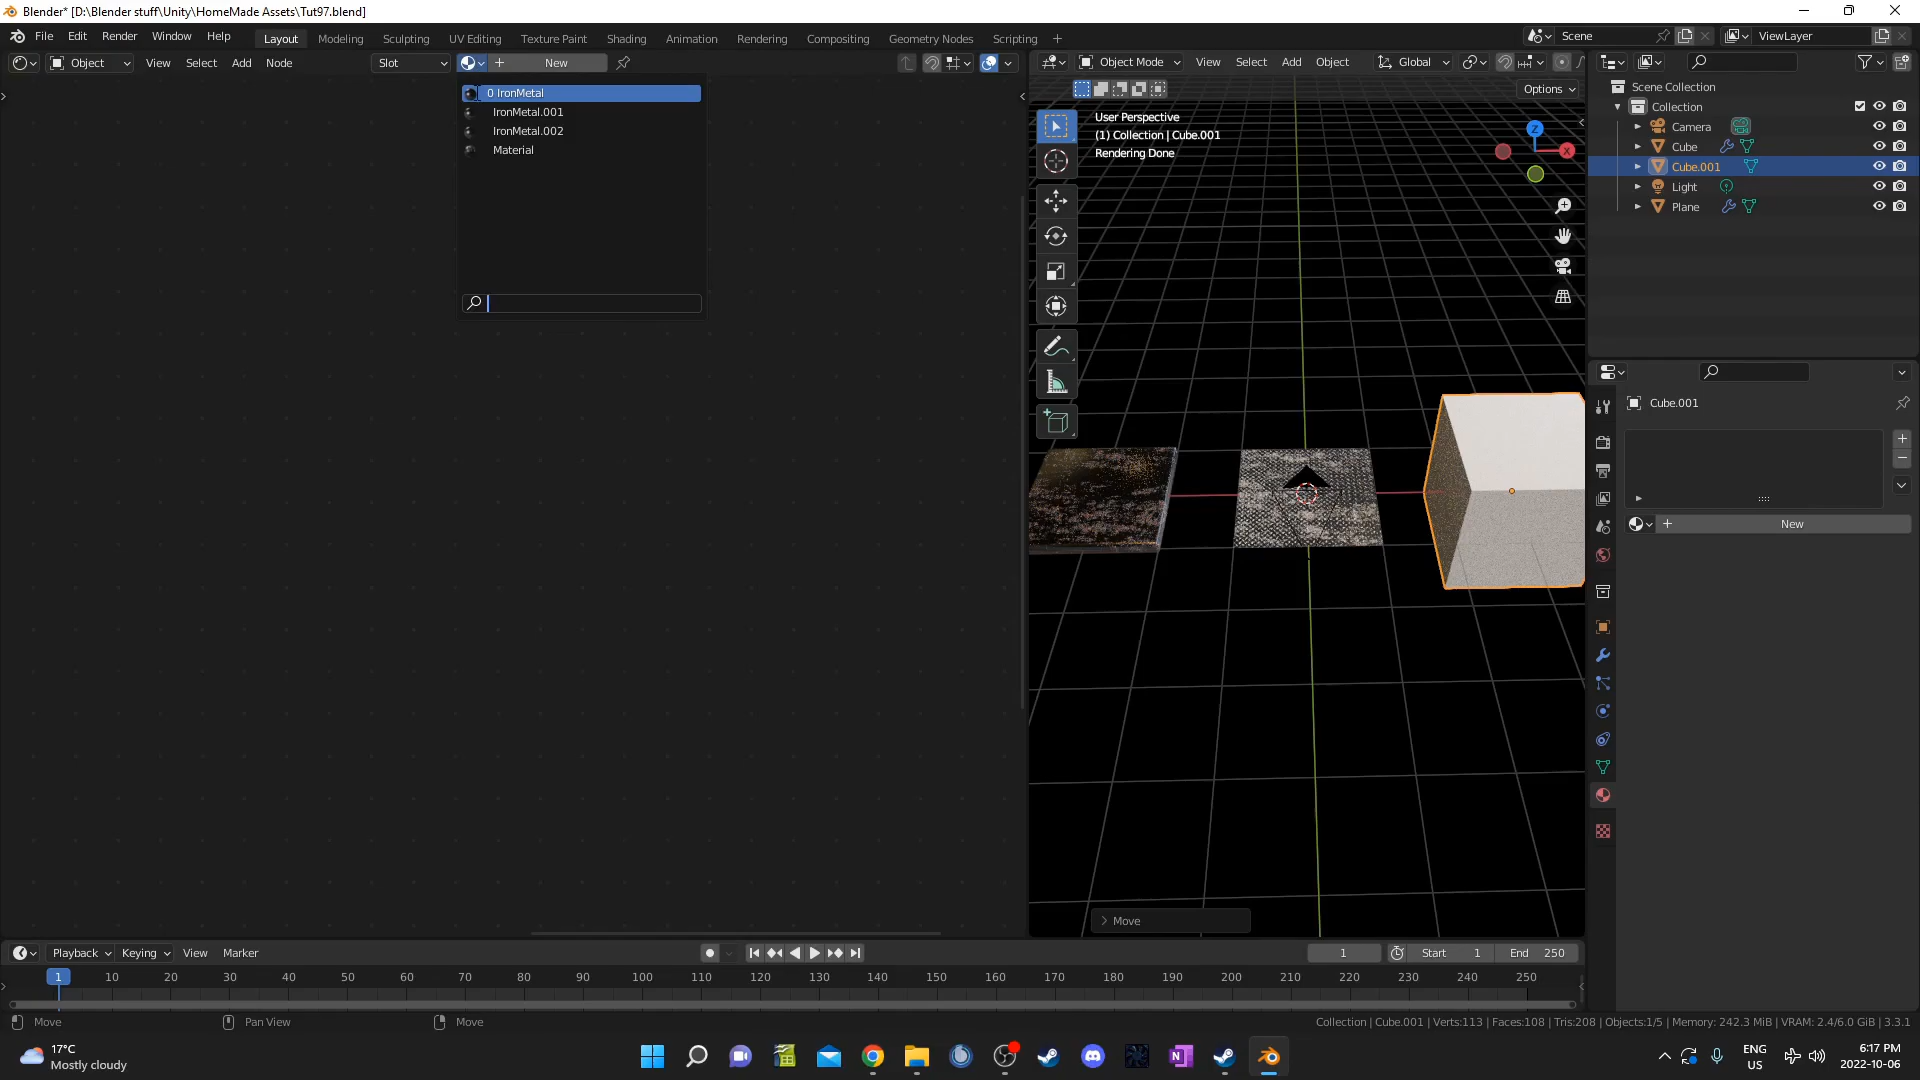 Blender* [D:\Blender stuff\Unity\HomeMade Assets\Tut97.blend]
File Edit Render Window Help Layout Modeling Sculpting UV Editing Texture Paint Shading Animation Rendering Compositing Geometry Nodes Scripting + Scene ViewLayer
Object View Select Add Node Slot + New Object Mode View Select Add Object Global
Options
0 IronMetal
IronMetal.001
IronMetal.002
Material
User Perspective
(1) Collection | Cube.001
Rendering Done
Z
X
Scene Collection
Collection
Camera
Cube
Cube.001
Light
Plane
Cube.001
+ New
Move
Playback Keying View Marker 1 Start 1 End 250
1 10 20 30 40 50 60 70 80 90 100 110 120 130 140 150 160 170 180 190 200 210 220 230 240 250
Move Pan View Move Collection | Cube.001 | Verts:113 | Faces:108 | Tris:208 | Objects:1/5 | Memory: 242.3 MiB | VRAM: 2.4/6.0 GiB | 3.3.1
17°C
Mostly cloudy
ENG
US
6:17 PM
2022-10-06